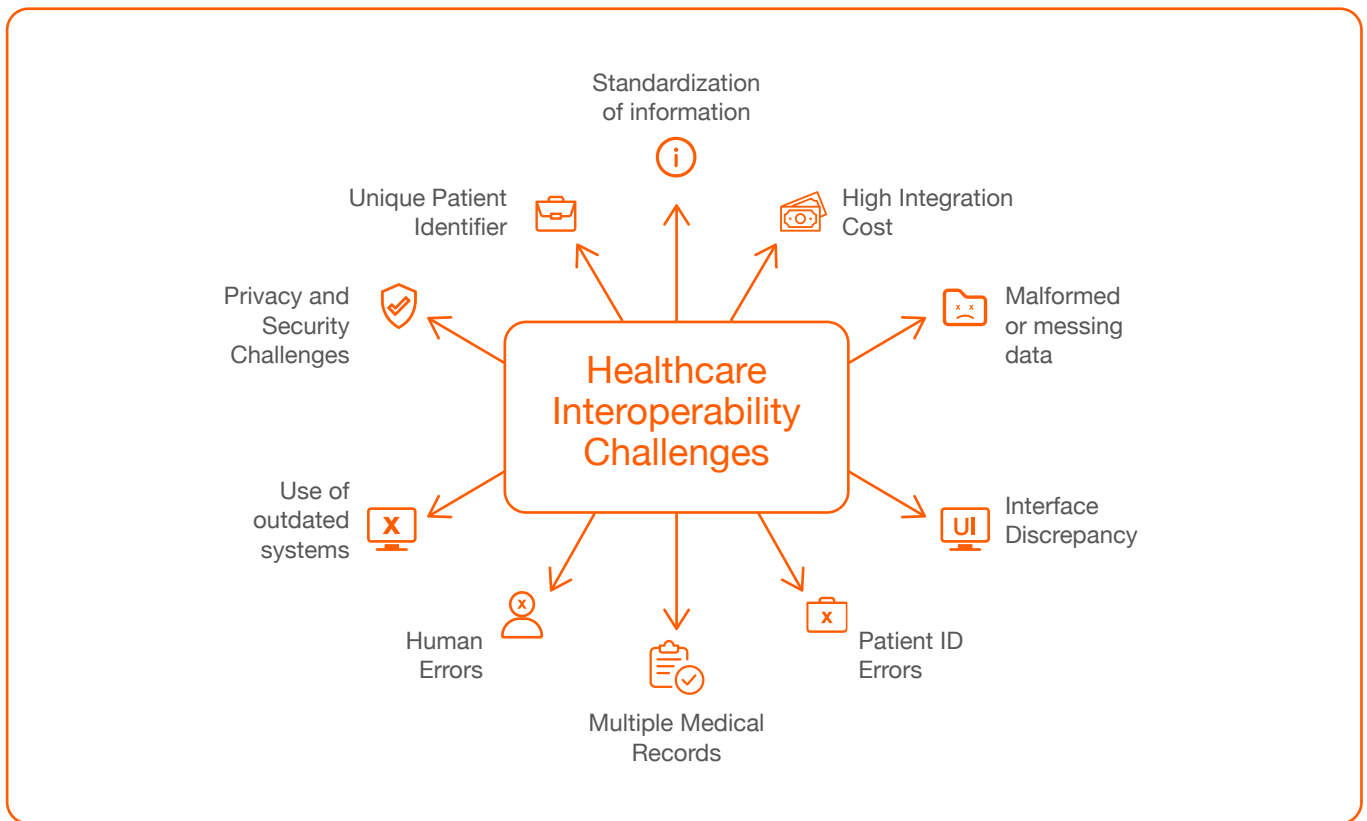 Standardization
of information
Unique Patient
Identifier
High Integration
Cost
Privacy and
Security
Challenges
Malformed
or messing
data
Healthcare
Interoperability
Challenges
Use of
outdated
systems
X
UI
Interface
Discrepancy
Human
Errors
x
x
Patient ID
Errors
Multiple Medical
Records